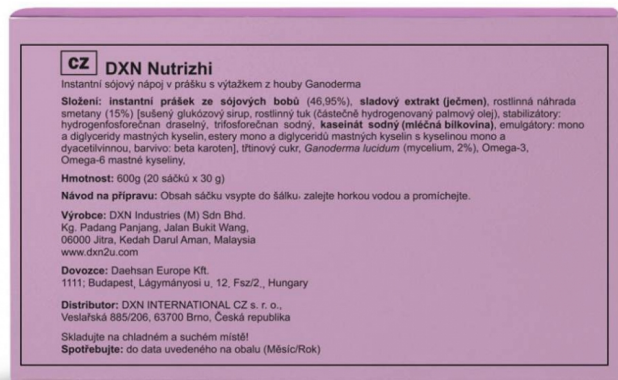 CZ DXN Nutrizhi
Instantní sójový nápoj v prášku s výtažkem z houby Ganoderma
Složení: instantní prášek ze sójových bobů (46,95%), sladový extrakt (ječmen), rostlinná náhrada
smetany (15%) [sušený glukózový sirup, rostlinný tuk (částečně hydrogenovaný palmový olej), stabilizátory:
hydrogenfosforečnan draselný, trifosforečnan sodný, kaseinát sodný (mléčná bílkovina), emulgátory: mono
a diglyceridy mastných kyselin, estery mono a diglyceridů mastných kyselin s kyselinou mono a
dyacetilvinnou, barvivo: beta karoten], třtinový cukr, Ganoderma lucidum (mycelium, 2%), Omega-3,
Omega-6 mastné kyseliny,
Hmotnost: 600g (20 sáčků x 30 g)
Návod na přípravu: Obsah sáčku vsypte do šálku, zalejte horkou vodou a promíchejte.
Výrobce: DXN Industries (M) Sdn Bhd.
Kg. Padang Panjang, Jalan Bukit Wang,
06000 Jitra, Kedah Darul Aman, Malaysia
www.dxn2u.com
Dovozce: Daehsan Europe Kft.
1111; Budapest, Lágymányosi u. 12. Fsz/2., Hungary
Distributor: DXN INTERNATIONAL CZ s. r. o.,
Veslařská 885/206, 63700 Brno, Česká republika
Skladujte na chladném a suchém místě!
Spotřebujte: do data uvedeného na obalu (Měsíc/Rok)